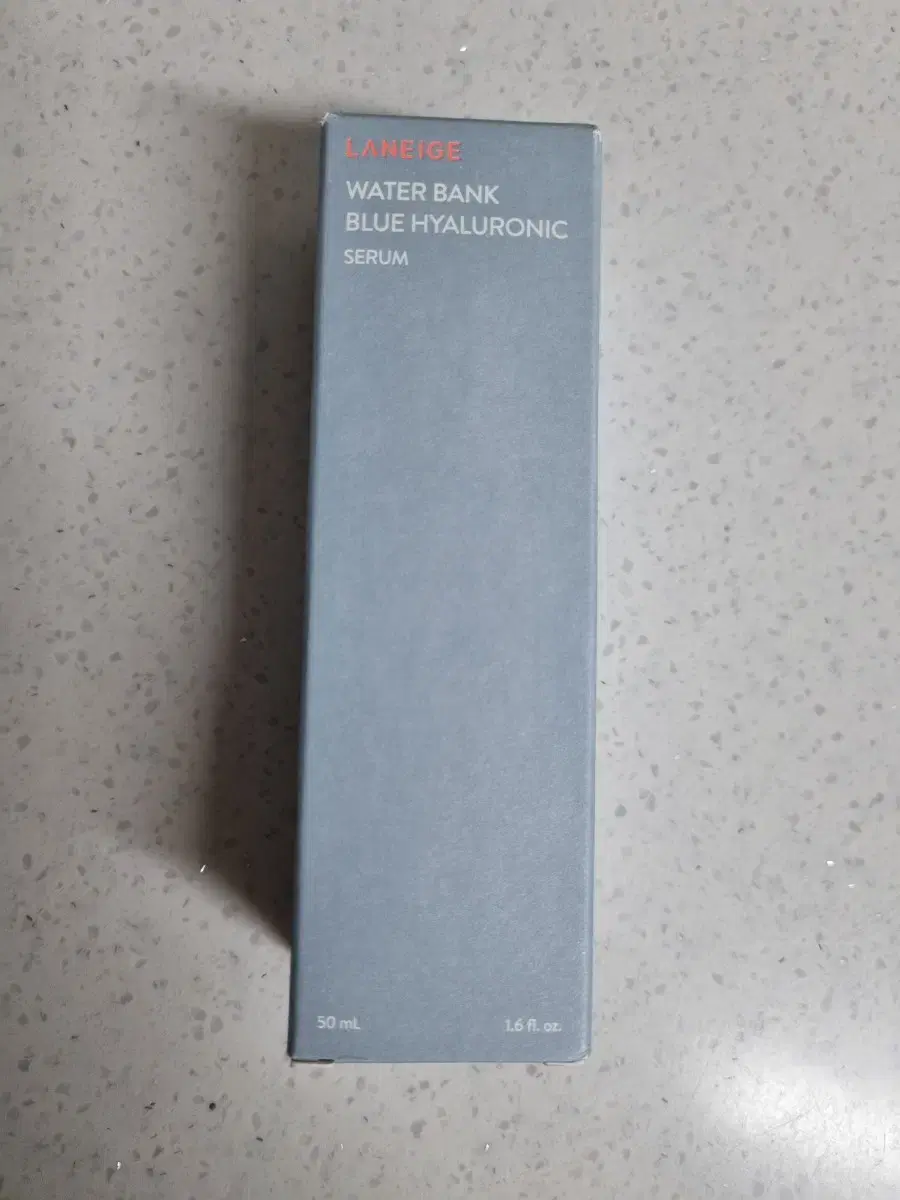 LANEIGE
WATER BANK
BLUE HYALURONIC
SERUM
50 mL 1.6 fl. oz.